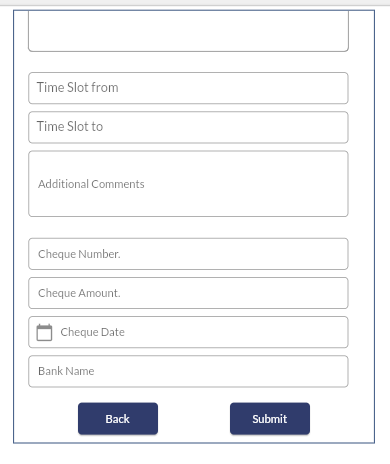 Time Slot from
Time Slot to
Additional Comments
Cheque Number.
Cheque Amount.
Cheque Date
Bank Name
Back
Submit